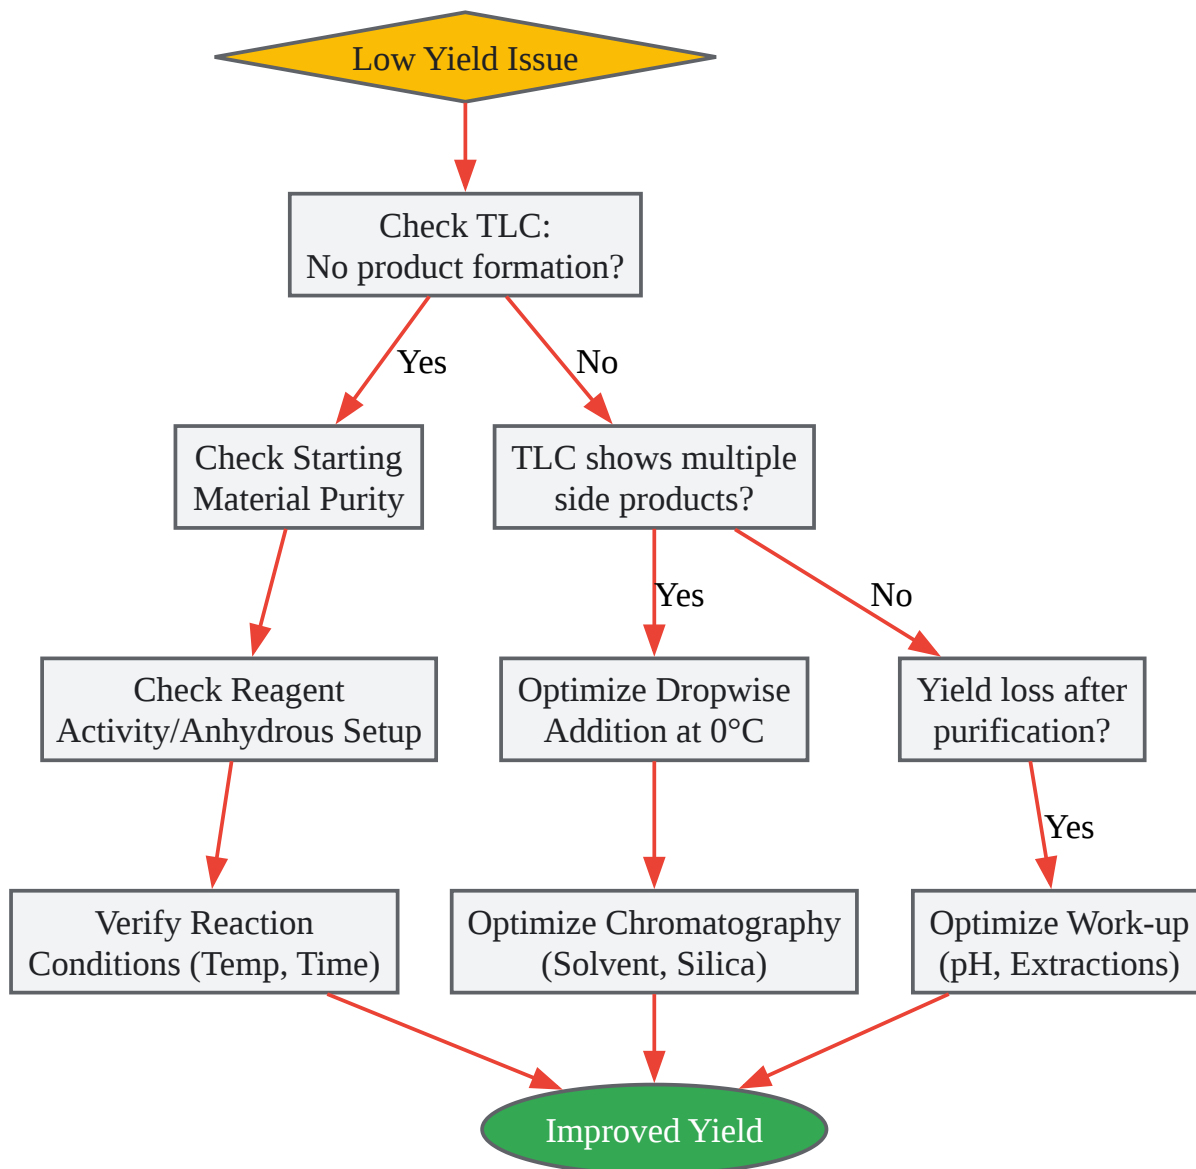 Low Yield Issue
Check TLC:
No product formation?
Yes
No
Check Starting
Material Purity
TLC shows multiple
side products?
Yes
No
Check Reagent
Activity/Anhydrous Setup
Optimize Dropwise
Addition at 0°C
Yield loss after
purification?
Yes
Verify Reaction
Conditions (Temp, Time)
Optimize Chromatography
(Solvent, Silica)
Optimize Work-up
(pH, Extractions)
Improved Yield